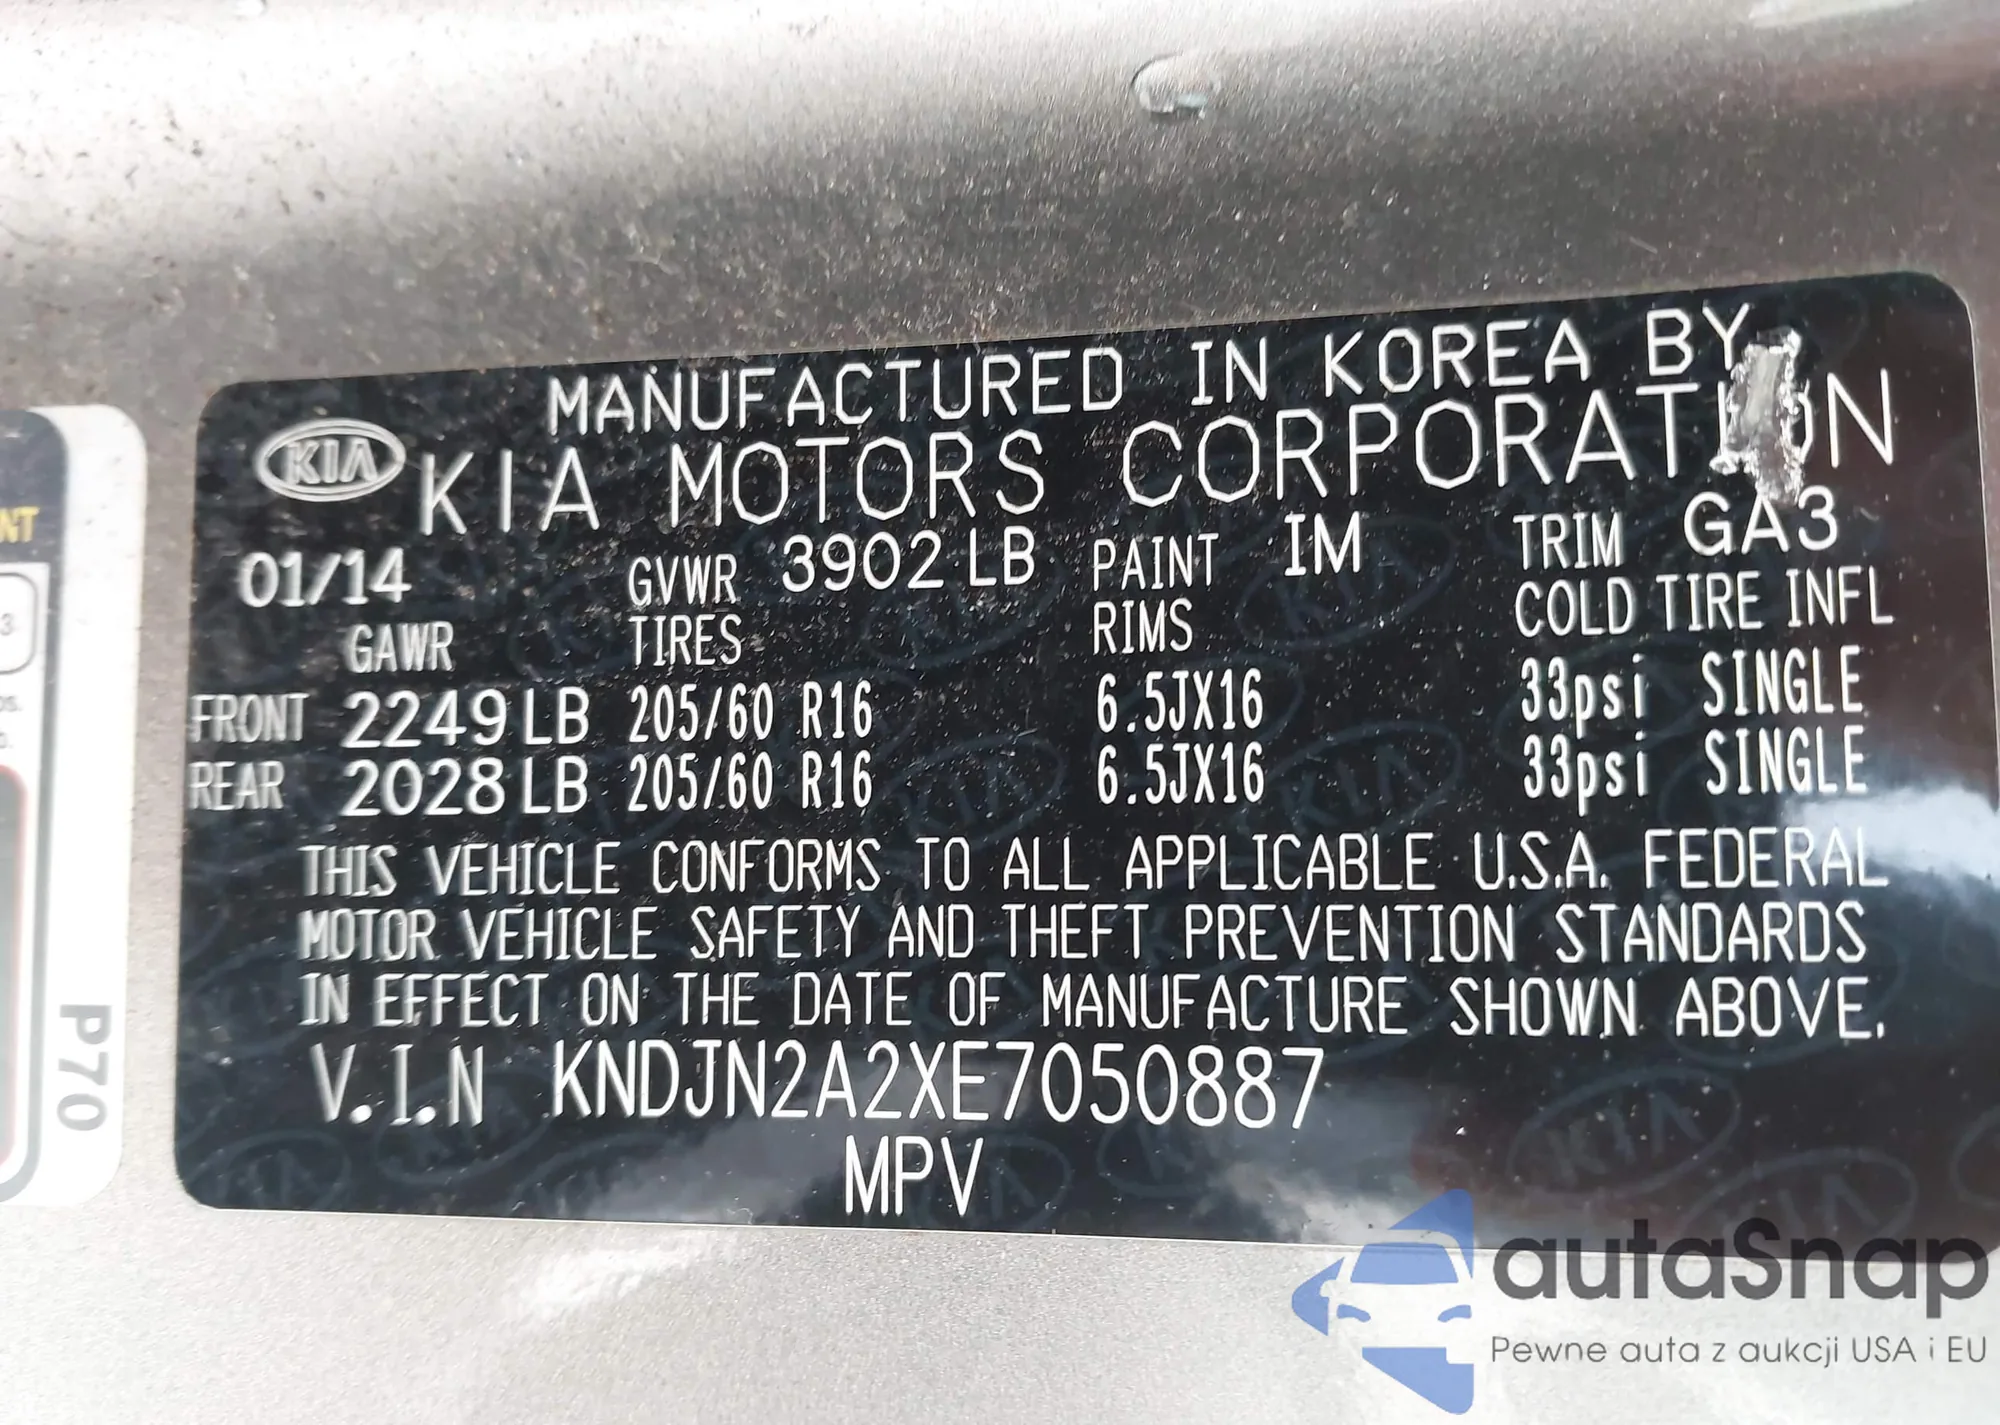 MANUFACTURED IN KOREA BY
KIA KIA MOTORS CORPORATION
01/14 GVWR 3902 LB PAINT IM TRIM GA3
GAWR TIRES RIMS COLD TIRE INFL
FRONT 2249 LB 205/60 R16 6.5JX16 33psi SINGLE
REAR 2028 LB 205/60 R16 6.5JX16 33psi SINGLE
THIS VEHICLE CONFORMS TO ALL APPLICABLE U.S.A. FEDERAL
MOTOR VEHICLE SAFETY AND THEFT PREVENTION STANDARDS
IN EFFECT ON THE DATE OF MANUFACTURE SHOWN ABOVE.
V.I.N KNDJN2A2XE7050887
MPV
P70
autaSnap
Pewne auta z aukcji USA i EU